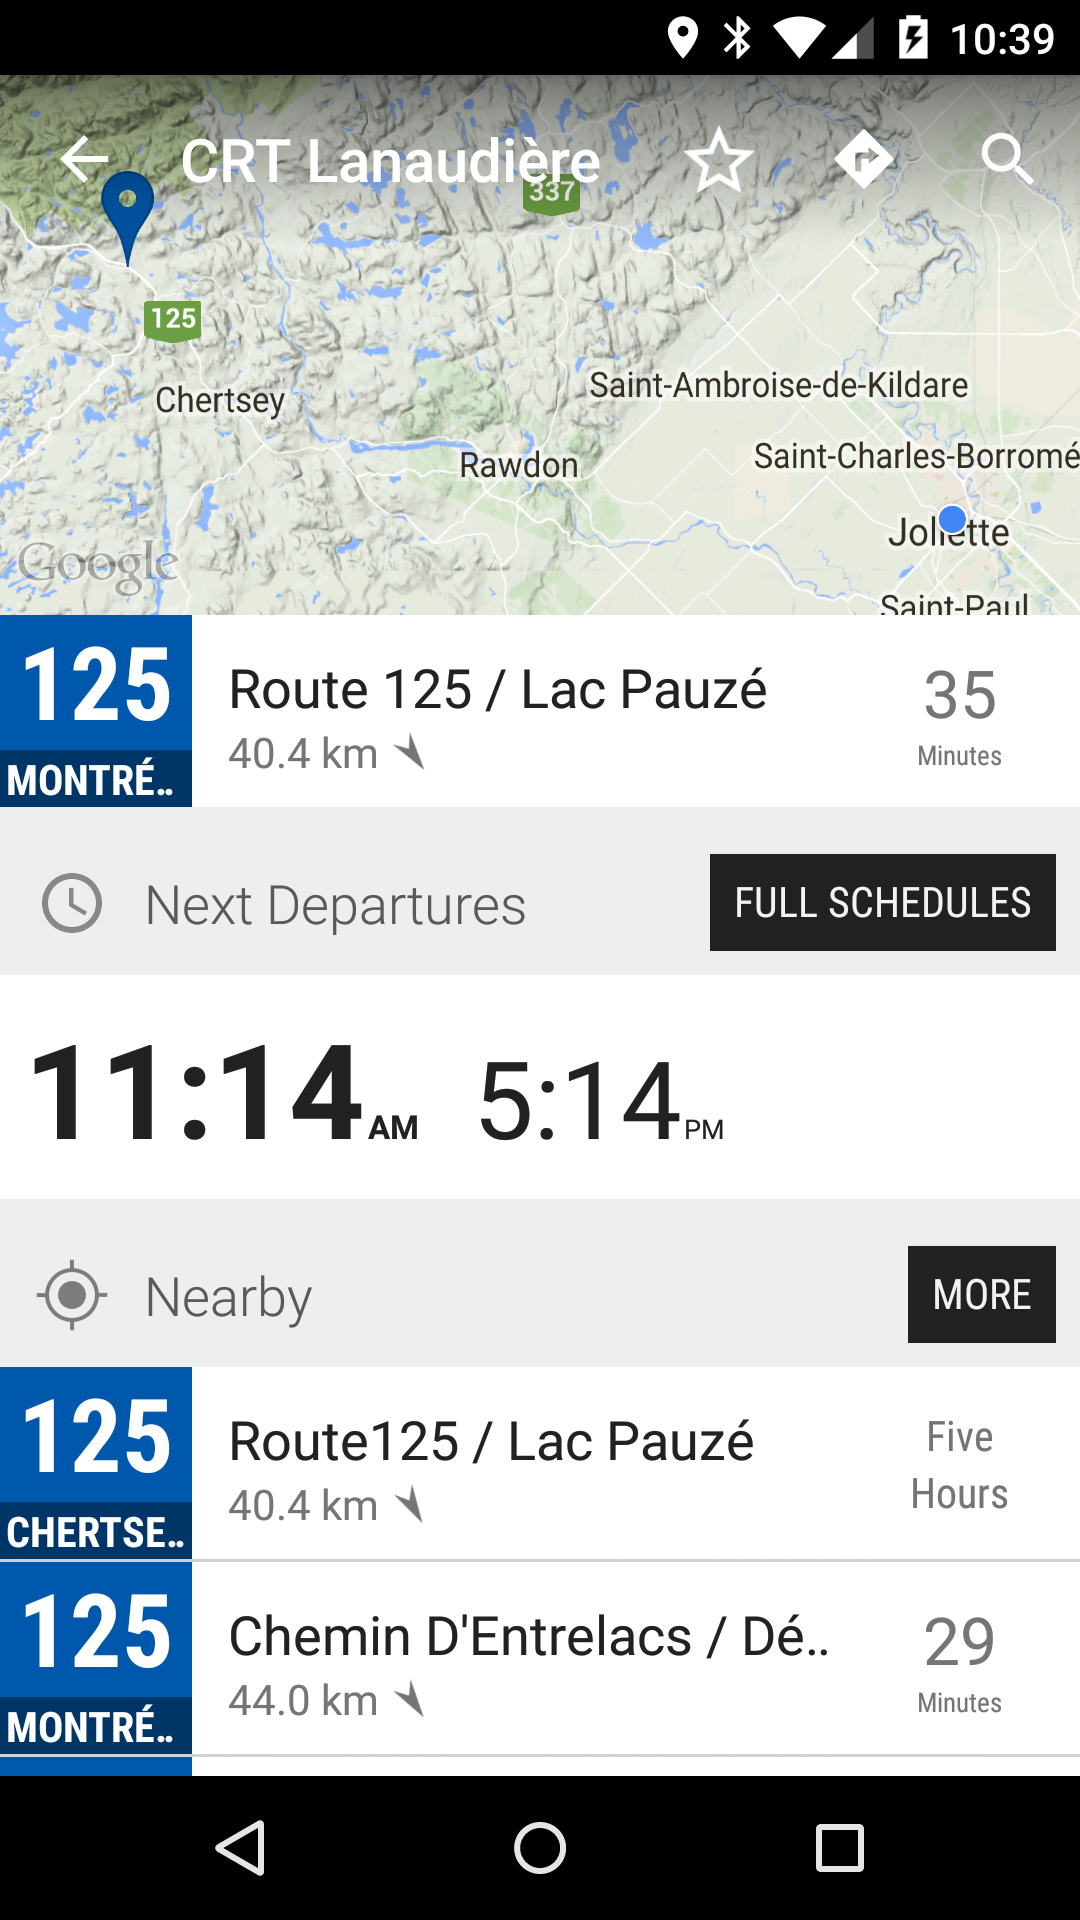 10:39
CRT Lanaudière
337
125
Chertsey
Saint-Ambroise-de-Kildare
Saint-Charles-Borromé
Rawdon
Joliette
Google
Saint-Paul
125
MONTRÉ..
Route 125 / Lac Pauzé
40.4 km
35
Minutes
Next Departures
FULL SCHEDULES
11:14 AM 5:14 PM
Nearby
MORE
125
CHERTSE..
Route125 / Lac Pauzé
40.4 km
Five
Hours
125
MONTRÉ..
Chemin D'Entrelacs / Dé..
44.0 km
29
Minutes